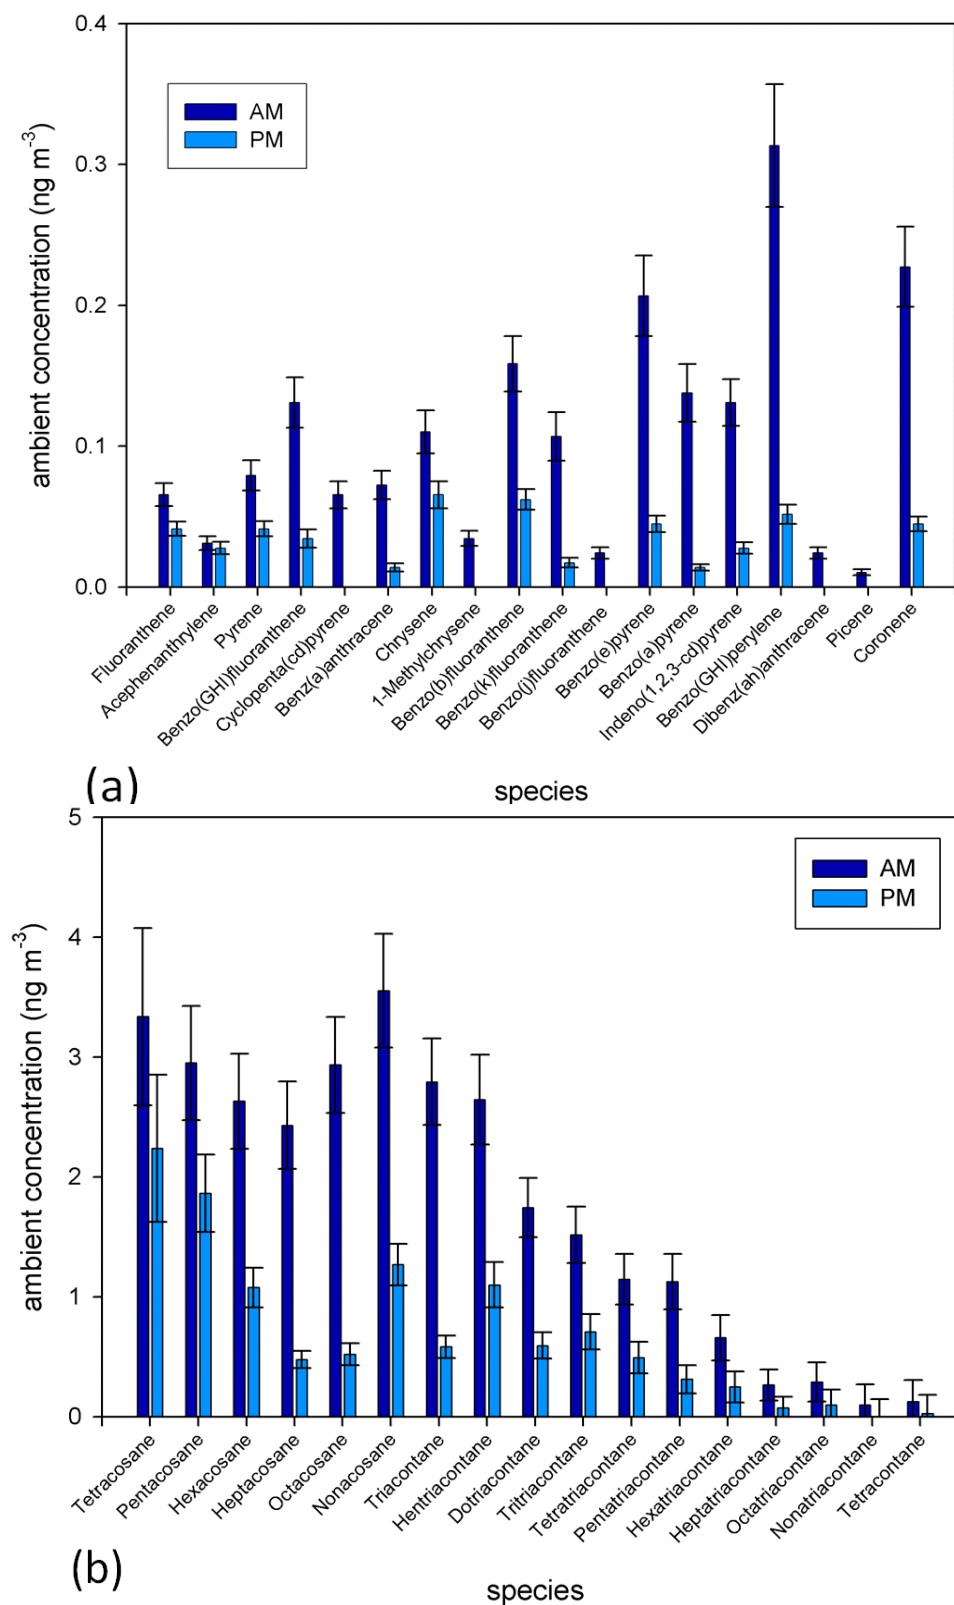 0.4
0.3
0.2
0.1
0.0
ambient concentration (ng m-3)
AM
PM
Fluoranthene
Acephenanthrylene
Pyrene
Benzo(GHI)fluoranthene
Cyclopenta(cd)pyrene
Benz(a)anthracene
Chrysene
1-Methylchrysene
Benzo(b)fluoranthene
Benzo(k)fluoranthene
Benzo(j)fluoranthene
Benzo(e)pyrene
Benzo(a)pyrene
Indeno(1,2,3-cd)pyrene
Benzo(GHI)perylene
Dibenz(ah)anthracene
Picene
Coronene
(a)
species
5
4
3
2
1
0
ambient concentration (ng m-3)
AM
PM
Tetracosane
Pentacosane
Hexacosane
Heptacosane
Octacosane
Nonacosane
Triacontane
Hentriacontane
Dotriacontane
Tritriacontane
Tetratriacontane
Pentatriacontane
Hexatriacontane
Heptatriacontane
Octatriacontane
Nonatriacontane
Tetracontane
(b)
species